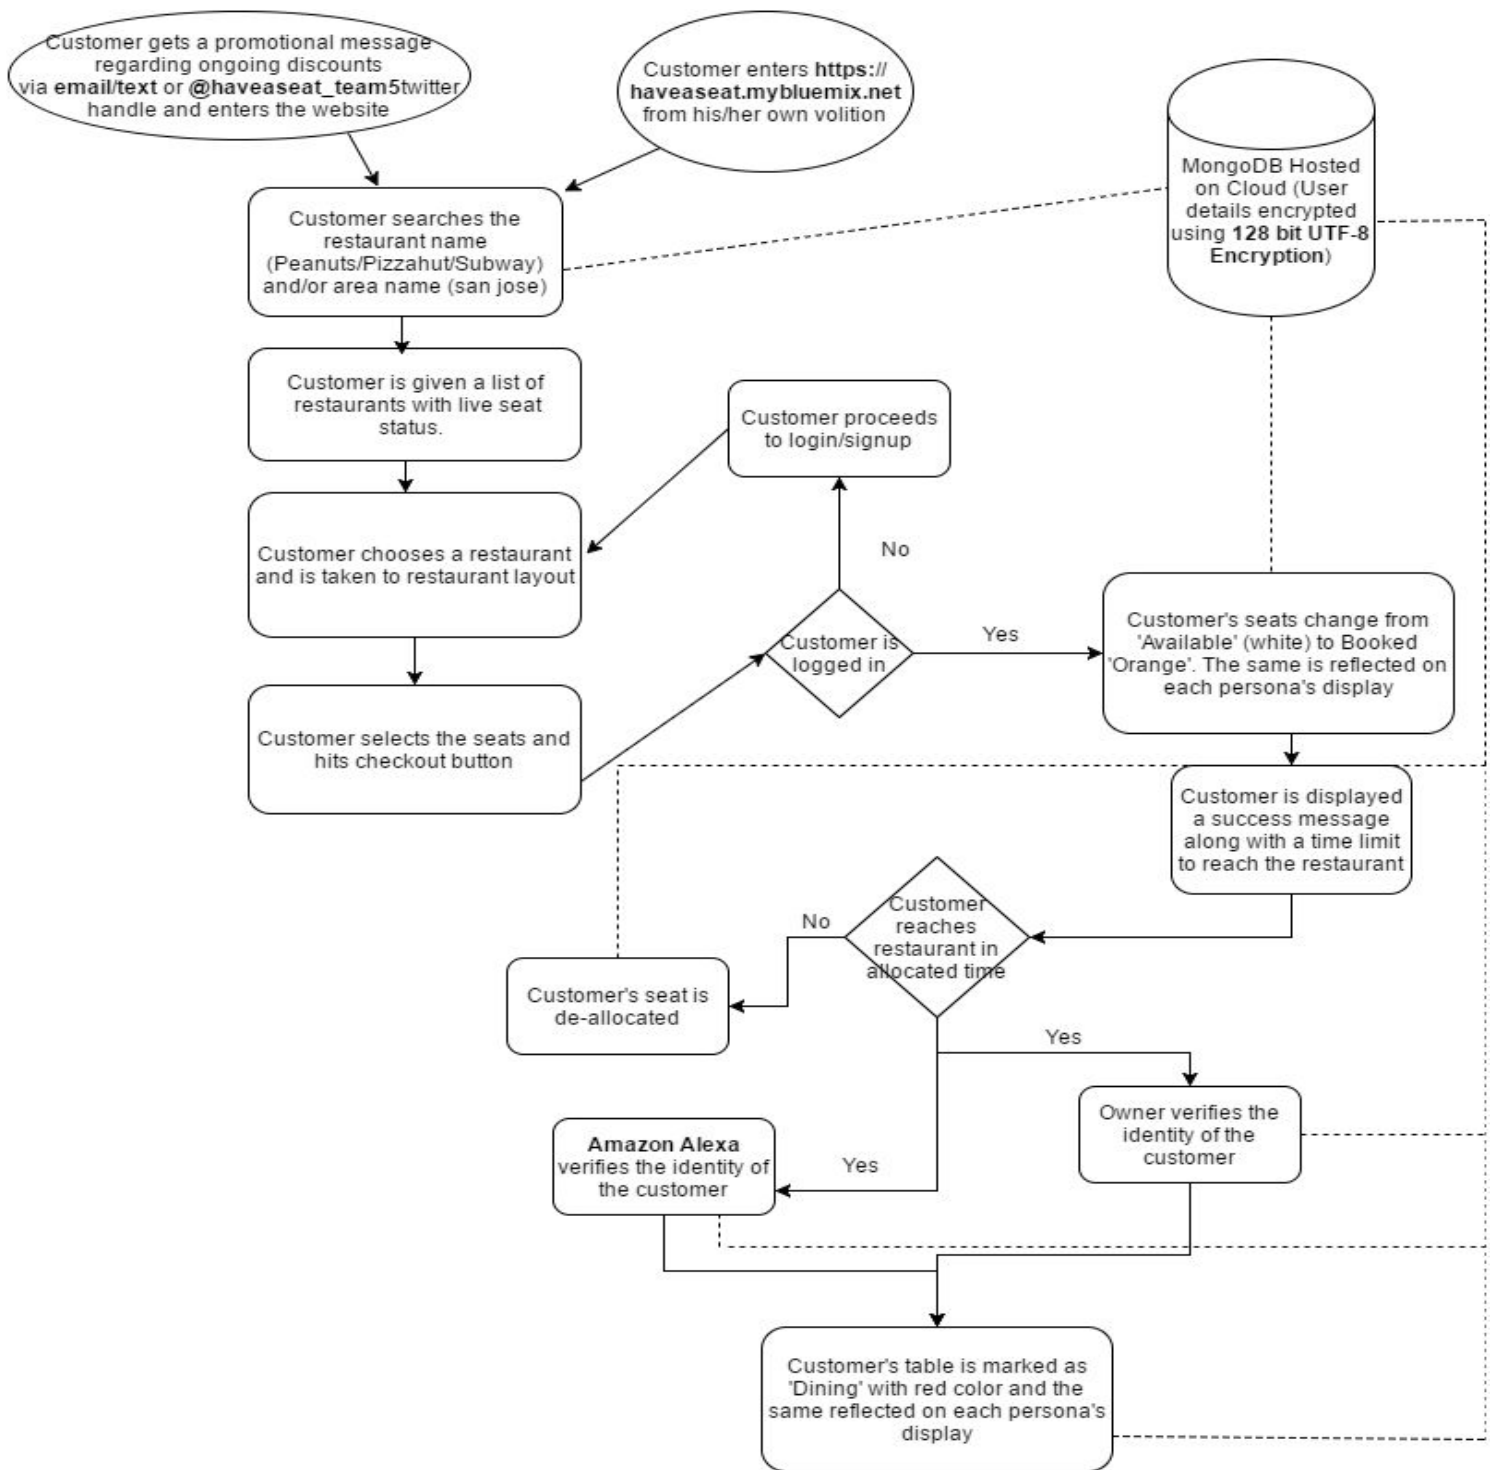 Customer gets a promotional message
regarding ongoing discounts
via email/text or @haveaseat_team5twitter
handle and enters the website
Customer enters https://
haveaseat.mybluemix.net
from his/her own volition
MongoDB Hosted
on Cloud (User
details encrypted
using 128 bit UTF-8
Encryption)
Customer searches the
restaurant name
(Peanuts/Pizzahut/Subway)
and/or area name (san jose)
Customer is given a list of
restaurants with live seat
status.
Customer proceeds
to login/signup
Customer chooses a restaurant
and is taken to restaurant layout
No
Customer is
logged in
Yes
Customer's seats change from
'Available' (white) to Booked
'Orange'. The same is reflected on
each persona's display
Customer selects the seats and
hits checkout button
Customer is displayed
a success message
along with a time limit
to reach the restaurant
Customer
reaches
restaurant in
allocated time
No
Customer's seat is
de-allocated
Yes
Owner verifies the
identity of the
customer
Amazon Alexa
verifies the identity of
the customer
Yes
Customer's table is marked as
'Dining' with red color and the
same reflected on each persona's
display